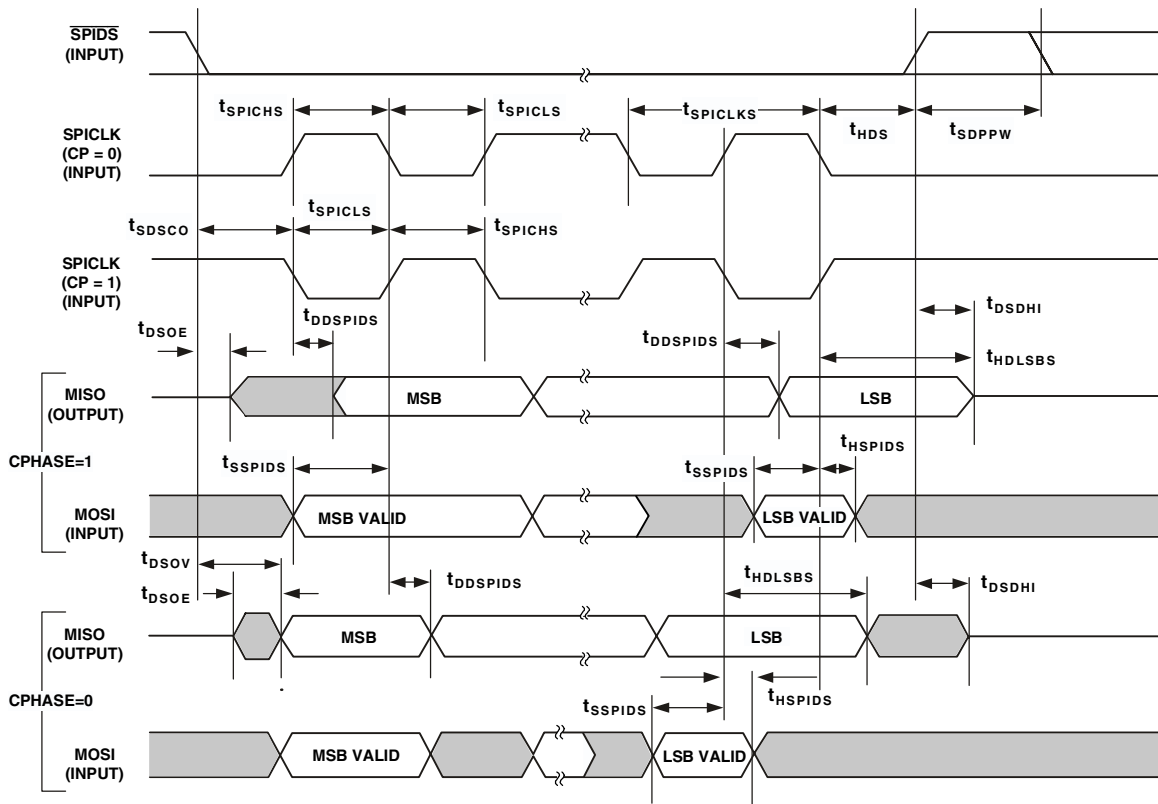 SPIDS
(INPUT)
tSPICHS
tSPICLS
tSPICLKS
tHDS
tSDPPW
SPICLK
(CP = 0)
(INPUT)
tSDSCO
tSPICLS
tSPICHS
SPICLK
(CP = 1)
(INPUT)
tDSOE
tDDSPIDS
tDDSPIDS
tDSDHI
tHDLSBS
MISO
(OUTPUT)
MSB
LSB
CPHASE=1
tSSPIDS
tSSPIDS
tHSPIDS
MOSI
(INPUT)
MSB VALID
LSB VALID
tDSOV
tDSOE
tDDSPIDS
tHDLSBS
tDSDHI
MISO
(OUTPUT)
MSB
LSB
CPHASE=0
tSSPIDS
tHSPIDS
MOSI
(INPUT)
MSB VALID
LSB VALID